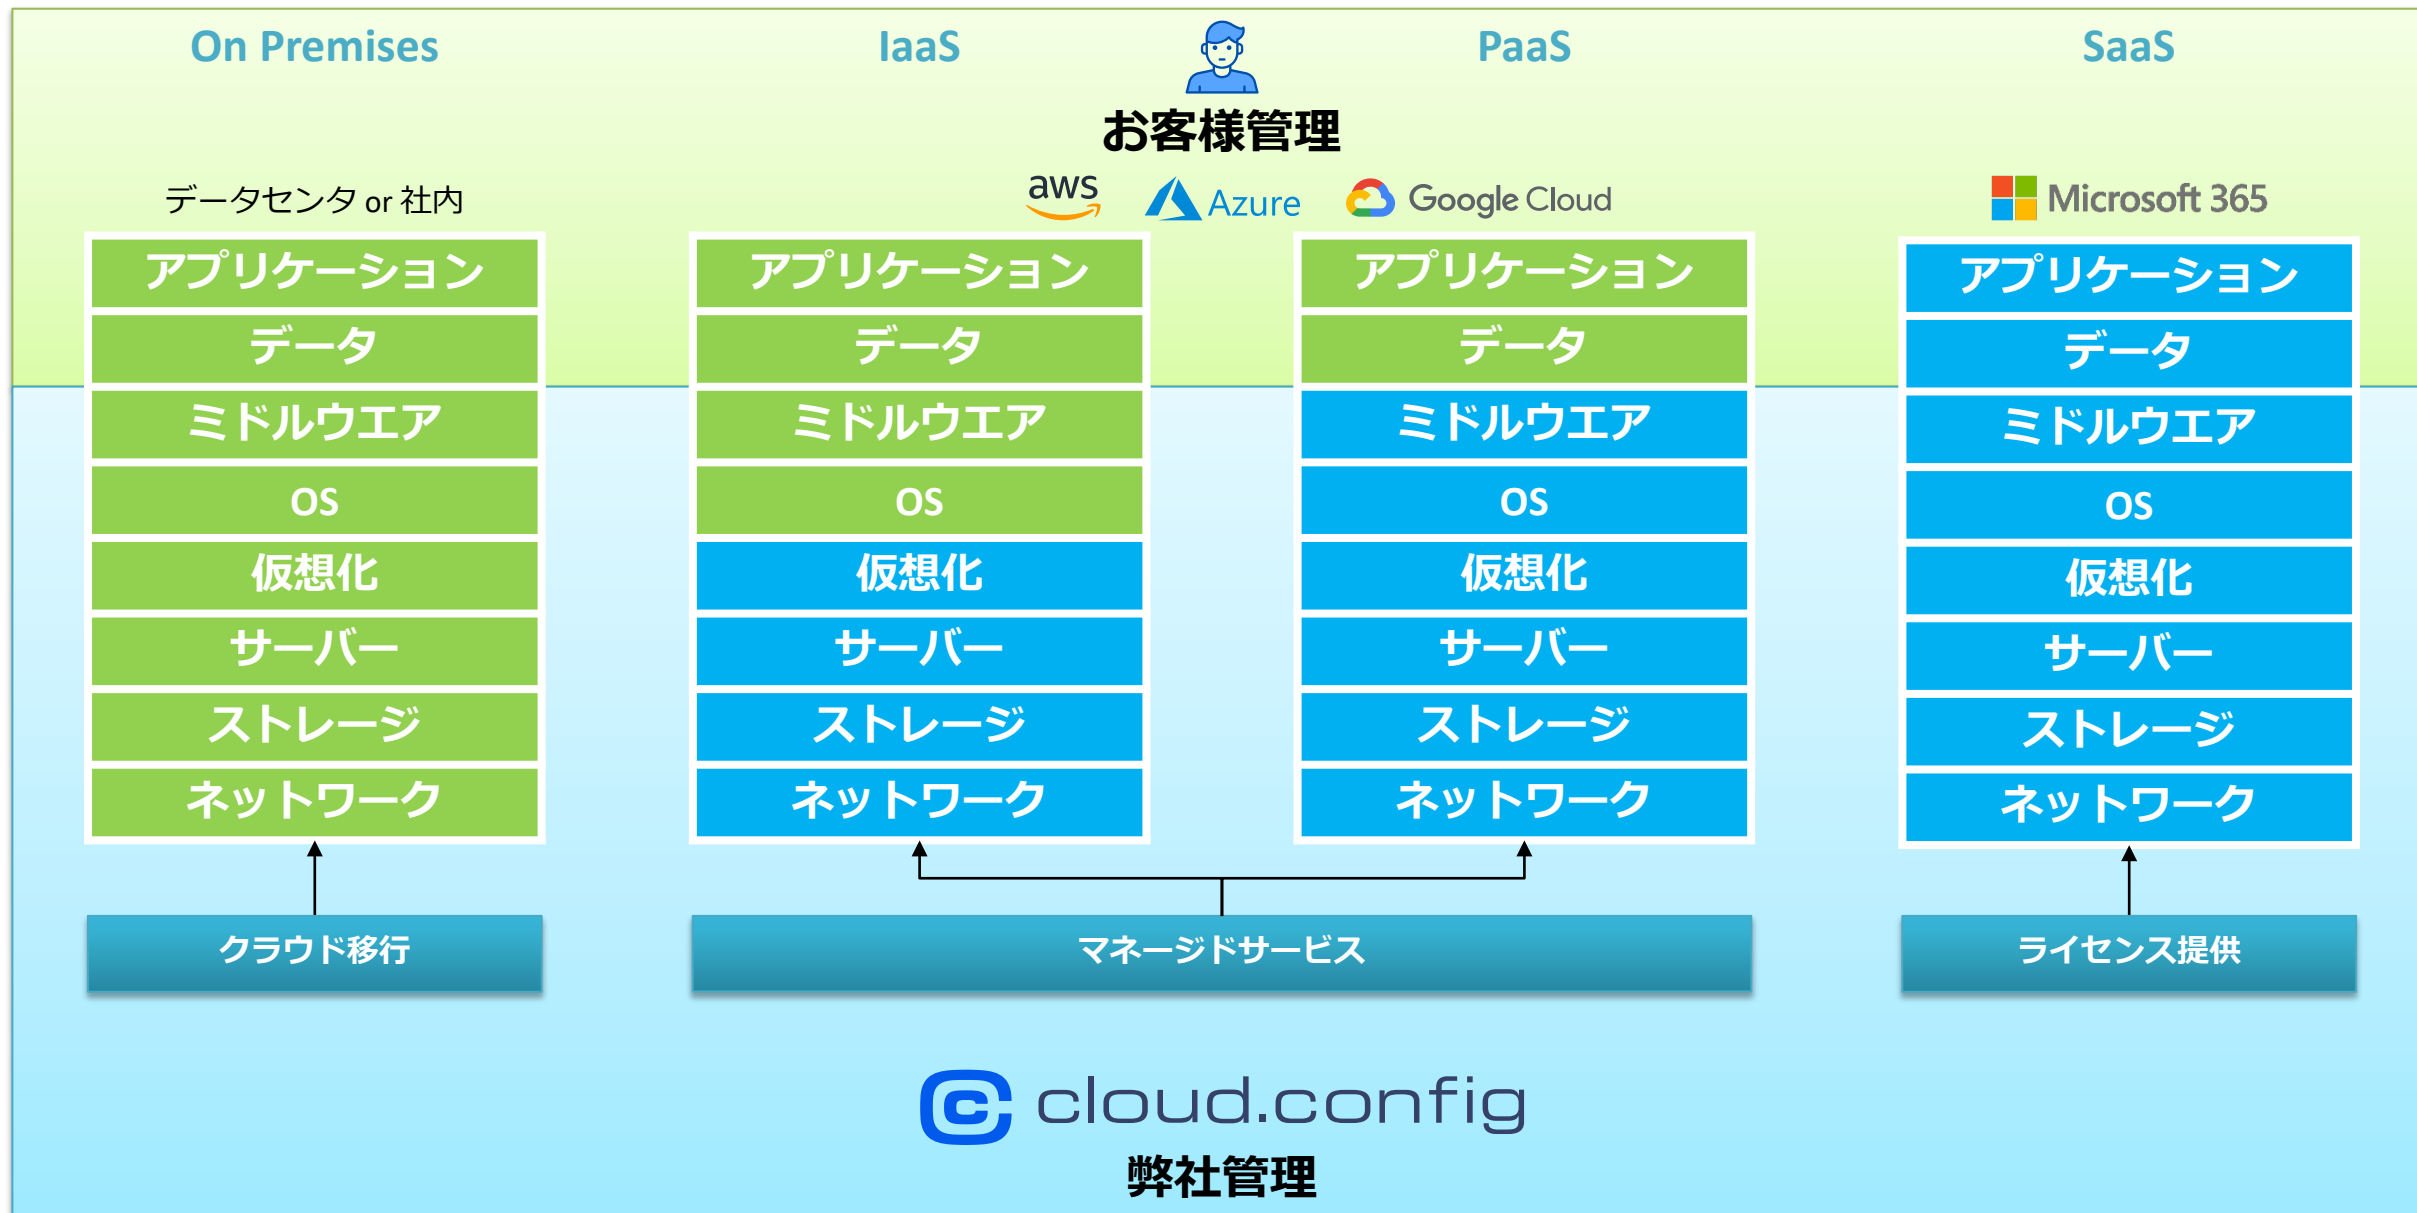 On Premises
IaaS
PaaS
SaaS
お客様管理
データセンタ or 社内
aws
Azure
Google Cloud
Microsoft 365
アプリケーション
データ
ミドルウエア
OS
仮想化
サーバー
ストレージ
ネットワーク
アプリケーション
データ
ミドルウエア
OS
仮想化
サーバー
ストレージ
ネットワーク
アプリケーション
データ
ミドルウエア
OS
仮想化
サーバー
ストレージ
ネットワーク
アプリケーション
データ
ミドルウエア
OS
仮想化
サーバー
ストレージ
ネットワーク
クラウド移行
マネージドサービス
ライセンス提供
cloud.config
弊社管理